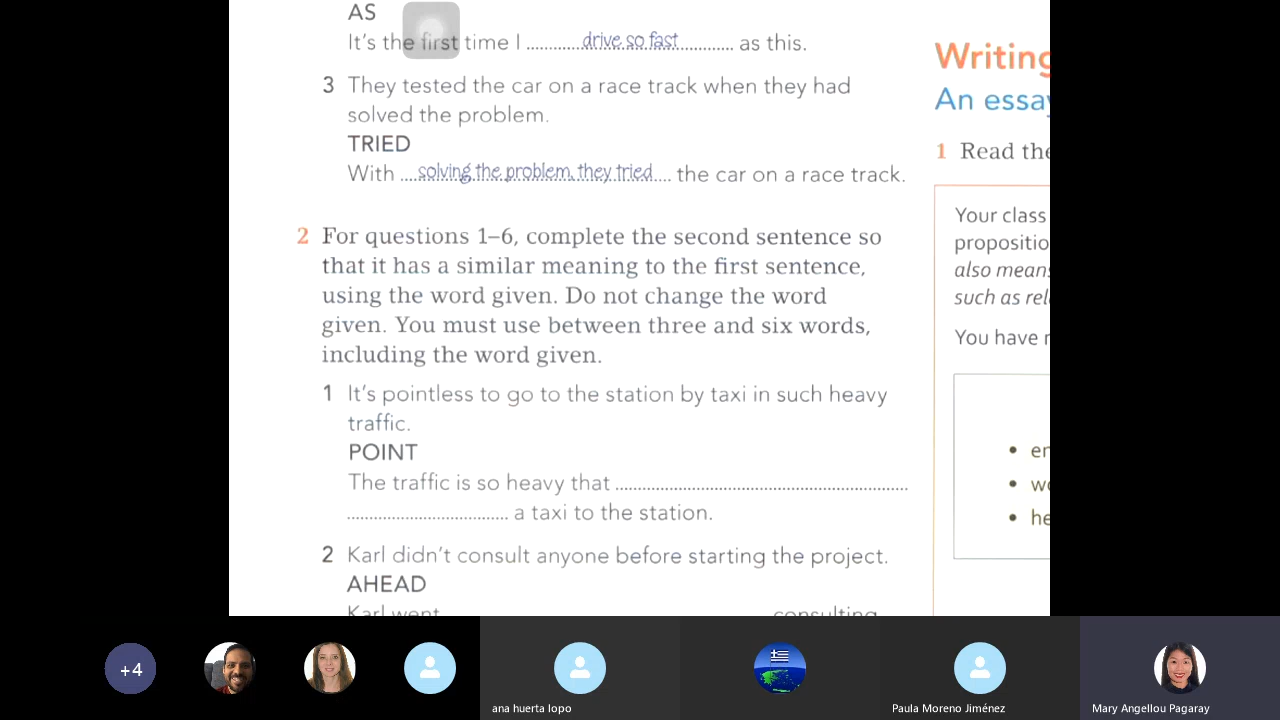 AS
It's the first time I .......... drive so fast .......... as this.
3 They tested the car on a race track when they had
solved the problem.
TRIED
With .... solving the problem, they tried .... the car on a race track.
2 For questions 1–6, complete the second sentence so
that it has a similar meaning to the first sentence,
using the word given. Do not change the word
given. You must use between three and six words,
including the word given.
1 It's pointless to go to the station by taxi in such heavy
traffic.
POINT
The traffic is so heavy that ..............................
.............................. a taxi to the station.
2 Karl didn't consult anyone before starting the project.
AHEAD
Karl went consulting
Writing
An essay
1 Read the
Your class
propositio
also means
such as rel
You have
• er
• wo
• he
+4
ana huerta lopo
Paula Moreno Jiménez
Mary Angellou Pagaray